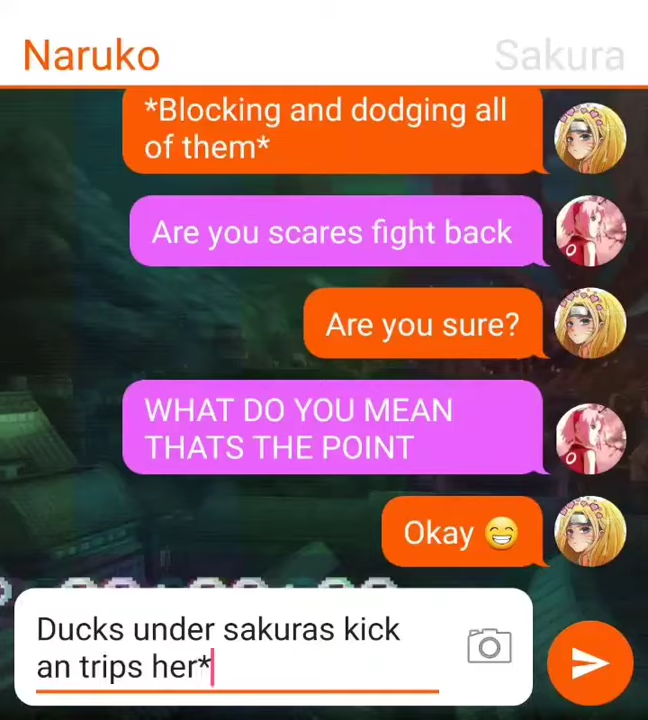 Naruko
Sakura
*Blocking and dodging all
of them*
Are you scares fight back
Are you sure?
WHAT DO YOU MEAN
THATS THE POINT
Okay 😁
Ducks under sakuras kick
an trips her*